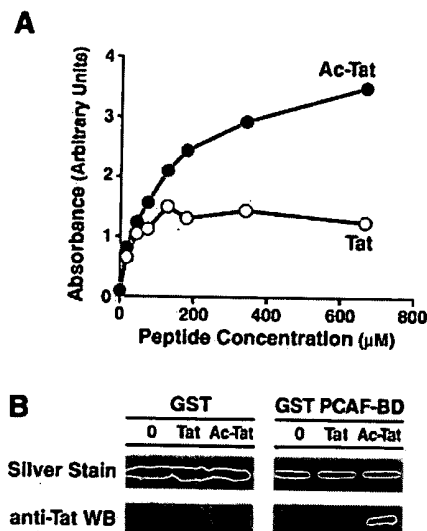 A
4
3
2
1
0
Absorbance (Arbitrary Units)
Ac-Tat
Tat
0 200 400 600 800
Peptide Concentration (µM)
B
GST GST PCAF-BD
0 Tat Ac-Tat 0 Tat Ac-Tat
Silver Stain
anti-Tat WB